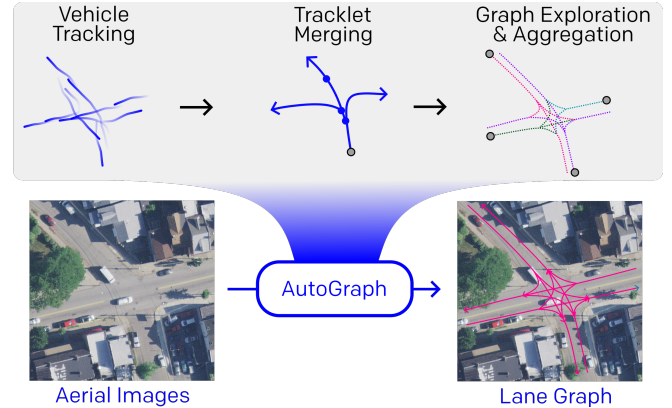 Vehicle
Tracking
Tracklet
Merging
Graph Exploration
& Aggregation
AutoGraph
Aerial Images
Lane Graph